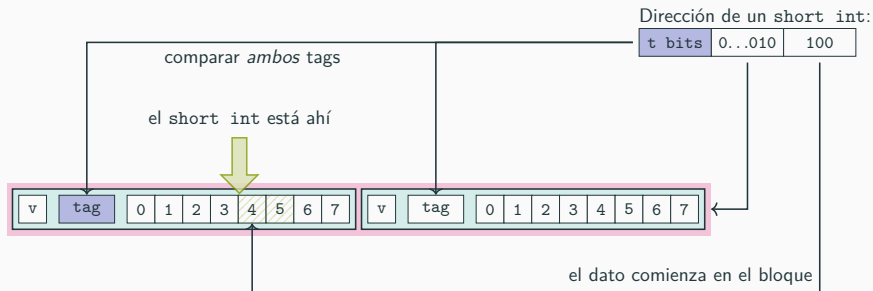 Dirección de un short int:
t bits 0...010 100
comparar ambos tags
el short int está ahí
v tag 0 1 2 3 4 5 6 7 v tag 0 1 2 3 4 5 6 7
el dato comienza en el bloque